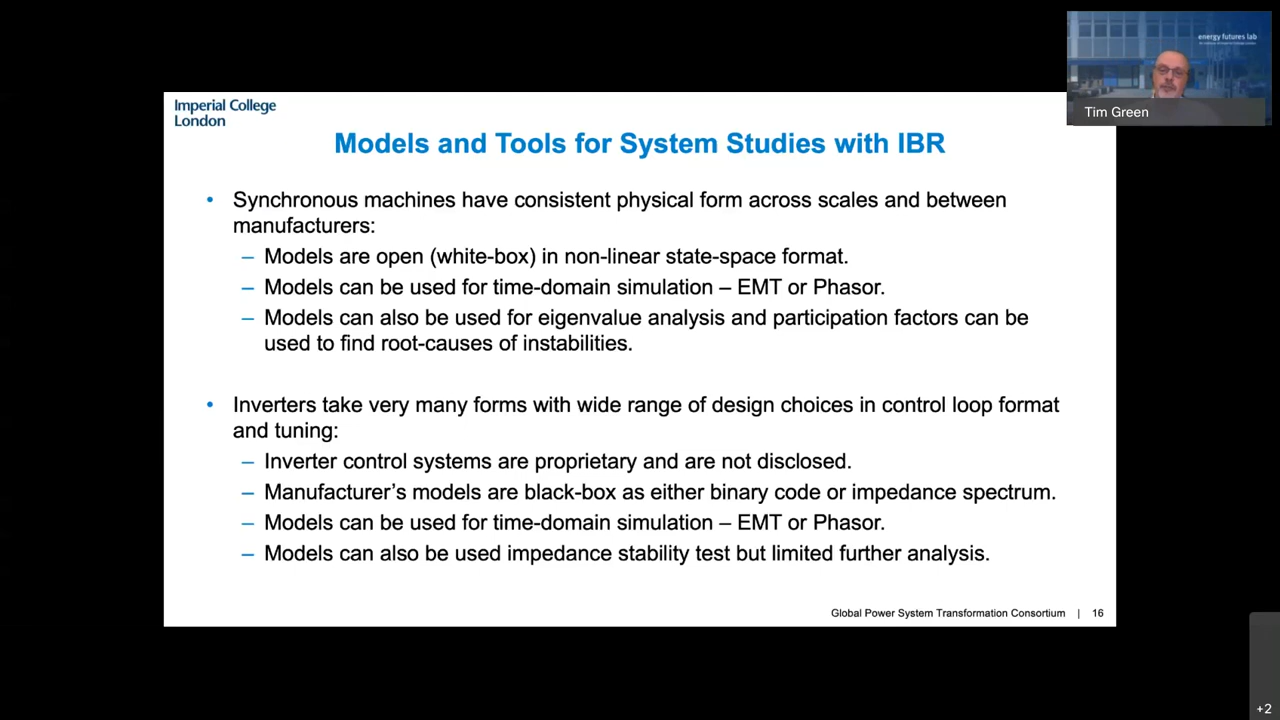 energy futures lab
Tim Green
Imperial College
London
Models and Tools for System Studies with IBR
• Synchronous machines have consistent physical form across scales and between
manufacturers:
– Models are open (white-box) in non-linear state-space format.
– Models can be used for time-domain simulation – EMT or Phasor.
– Models can also be used for eigenvalue analysis and participation factors can be
used to find root-causes of instabilities.
• Inverters take very many forms with wide range of design choices in control loop format
and tuning:
– Inverter control systems are proprietary and are not disclosed.
– Manufacturer's models are black-box as either binary code or impedance spectrum.
– Models can be used for time-domain simulation – EMT or Phasor.
– Models can also be used impedance stability test but limited further analysis.
Global Power System Transformation Consortium | 16
+2